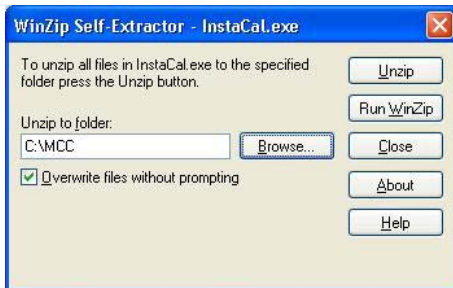 WinZip Self-Extractor - InstaCal.exe
To unzip all files in InstaCal.exe to the specified
folder press the Unzip button.
Unzip to folder:
C:\MCC
Browse...
Overwrite files without prompting
Unzip
Run WinZip
Close
About
Help